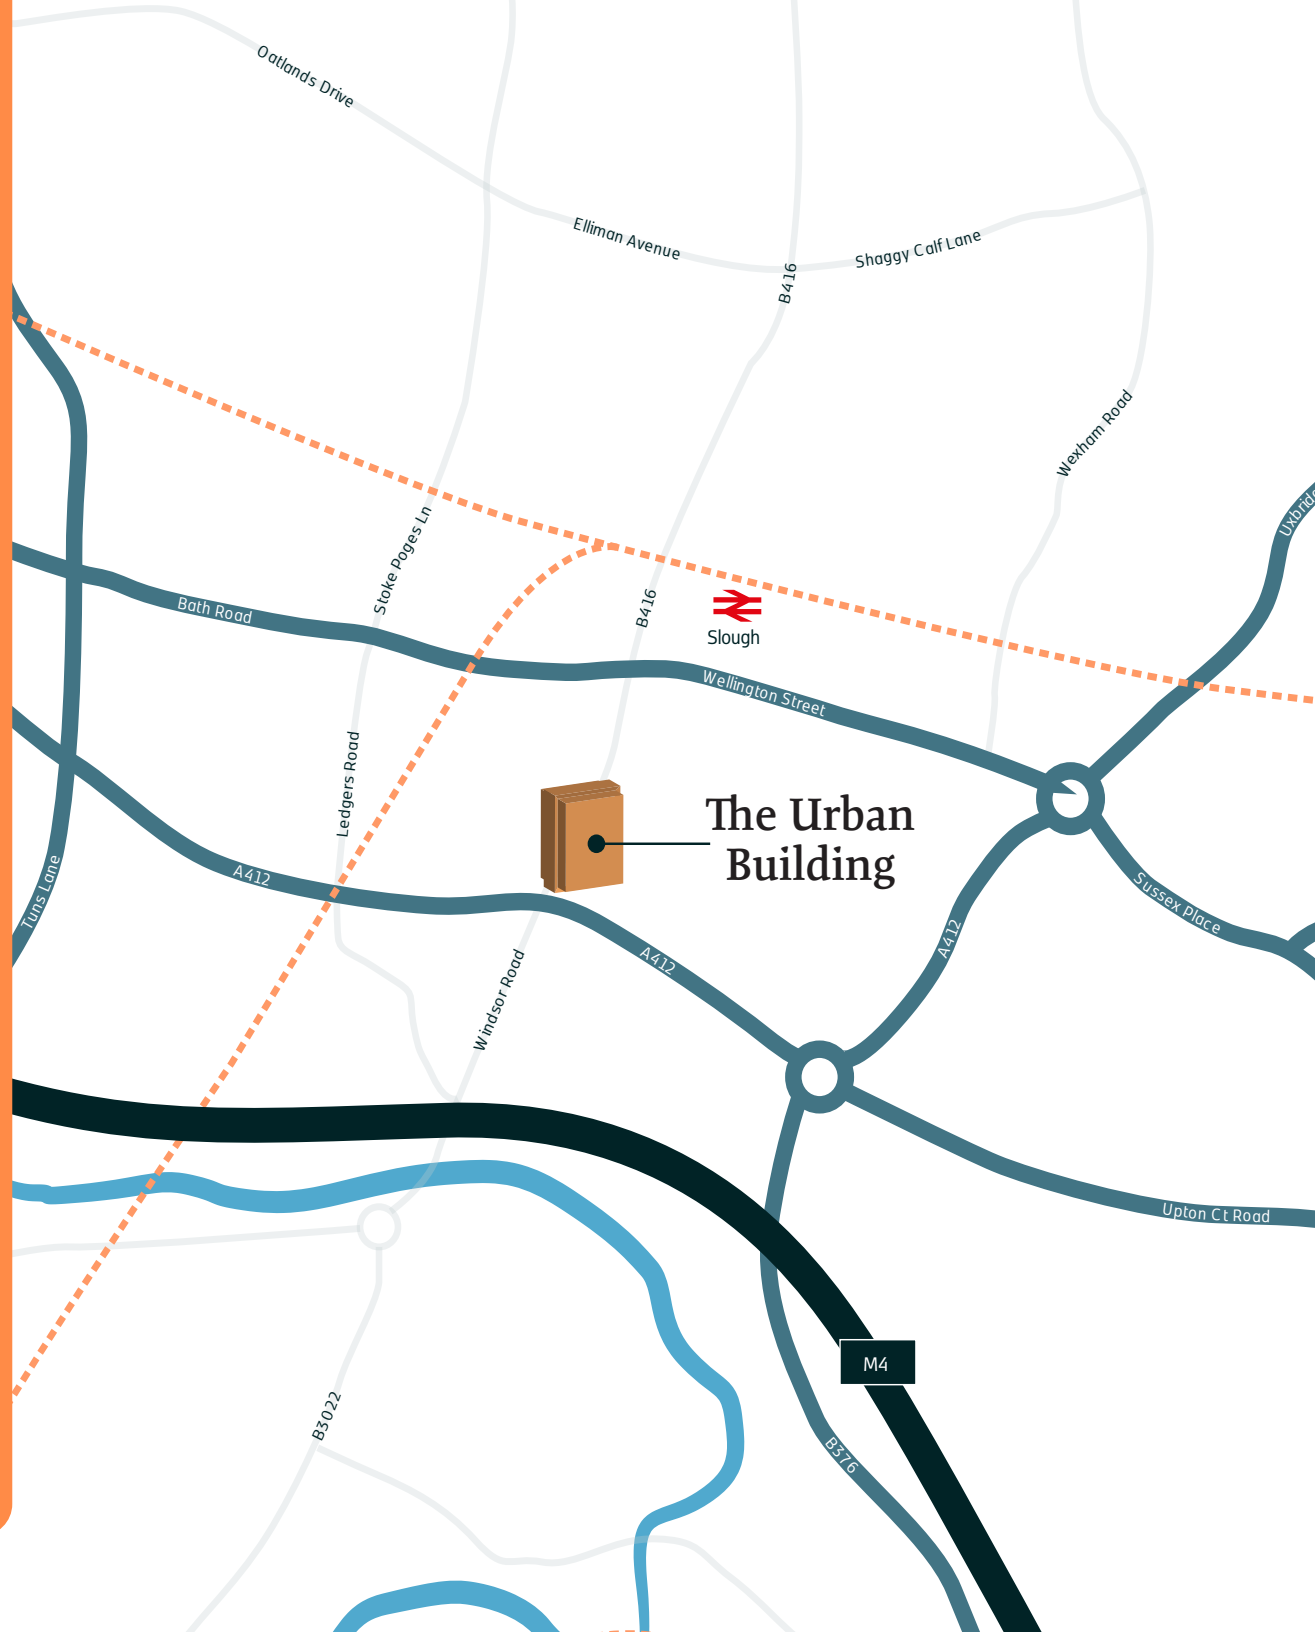 Oatlands Drive
Elliman Avenue
Shaggy Calf Lane
B416
Wexham Road
Stoke Poges Ln
B416
Slough
Bath Road
Wellington Street
Ledgers Road
The Urban
Building
A412
Tuns Lane
Sussex Place
A412
A412
Windsor Road
Upton Ct Road
M4
B3022
B376